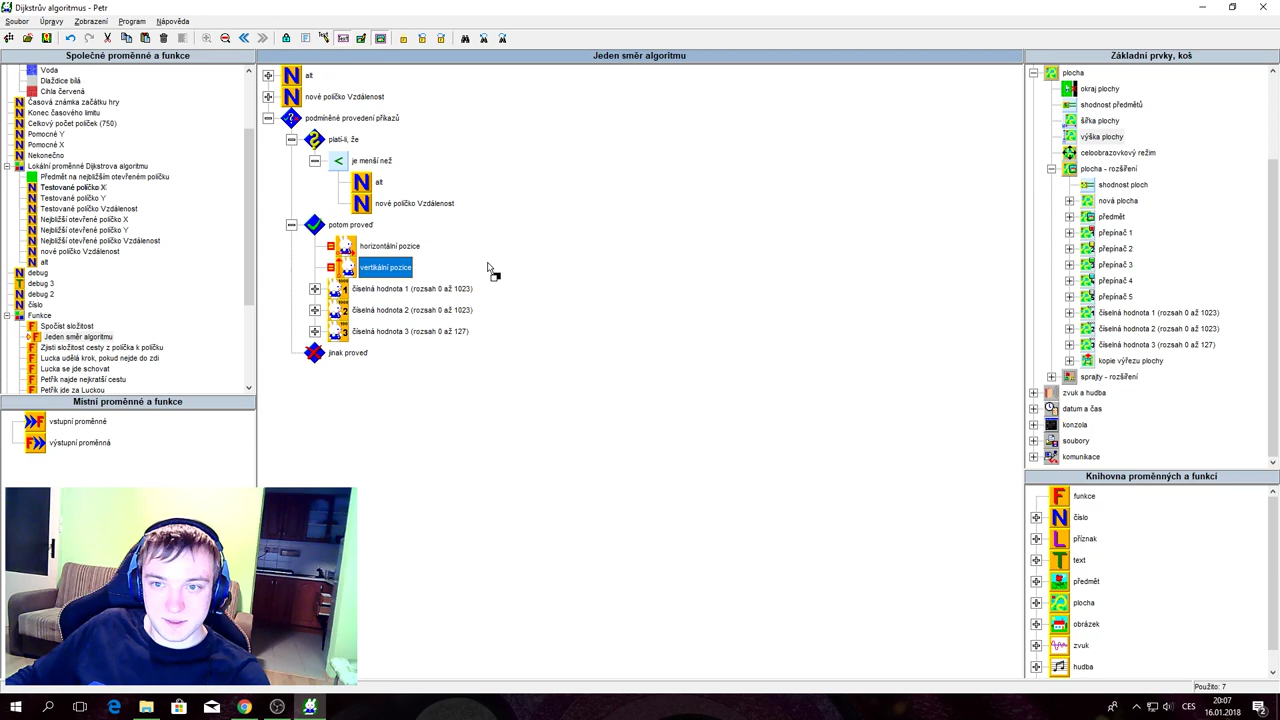 Dijkstrův algoritmus - Petr
Soubor Úpravy Zobrazení Program Nápověda
Společné proměnné a funkce
Voda
Dlaždice bílá
Cihla červená
Časová známka začátku hry
Konec časového limitu
Celkový počet políček (750)
Pomocné Y
Pomocné X
Nekonečno
Lokální proměnné Dijkstrova algoritmu
Předmět na nejbližším otevřeném políčku
Testované políčko X
Testované políčko Y
Testované políčko Vzdálenost
Nejbližší otevřené políčko X
Nejbližší otevřené políčko Y
Nejbližší otevřené políčko Vzdálenost
nové políčko Vzdálenost
alt
debug
debug 3
debug 2
číslo
Funkce
Spočíst složitost
Jeden směr algoritmu
Zjisti složitost cesty z políčka k políčku
Lucka udělá krok, pokud nejde do zdi
Lucka se jde schovat
Petřík najde nejkratší cestu
Petřík jde za Luckou
Místní proměnné a funkce
vstupní proměnné
výstupní proměnná
Jeden směr algoritmu
alt
nové políčko Vzdálenost
podmíněné provedení příkazů
platí-li, že
je menší než
alt
nové políčko Vzdálenost
potom proveď
horizontální pozice
vertikální pozice
číselná hodnota 1 (rozsah 0 až 1023)
číselná hodnota 2 (rozsah 0 až 1023)
číselná hodnota 3 (rozsah 0 až 127)
jinak proveď
Základní prvky, koš
plocha
okraj plochy
shodnost předmětů
šířka plochy
výška plochy
celoobrazovkový režim
plocha - rozšíření
shodnost ploch
nová plocha
předmět
přepínač 1
přepínač 2
přepínač 3
přepínač 4
přepínač 5
číselná hodnota 1 (rozsah 0 až 1023)
číselná hodnota 2 (rozsah 0 až 1023)
číselná hodnota 3 (rozsah 0 až 127)
kopie výřezu plochy
sprajty - rozšíření
zvuk a hudba
datum a čas
konzola
soubory
komunikace
Knihovna proměnných a funkcí
funkce
číslo
příznak
text
předmět
plocha
obrázek
zvuk
hudba
Použito: 7
CES
20:07
16.01.2018